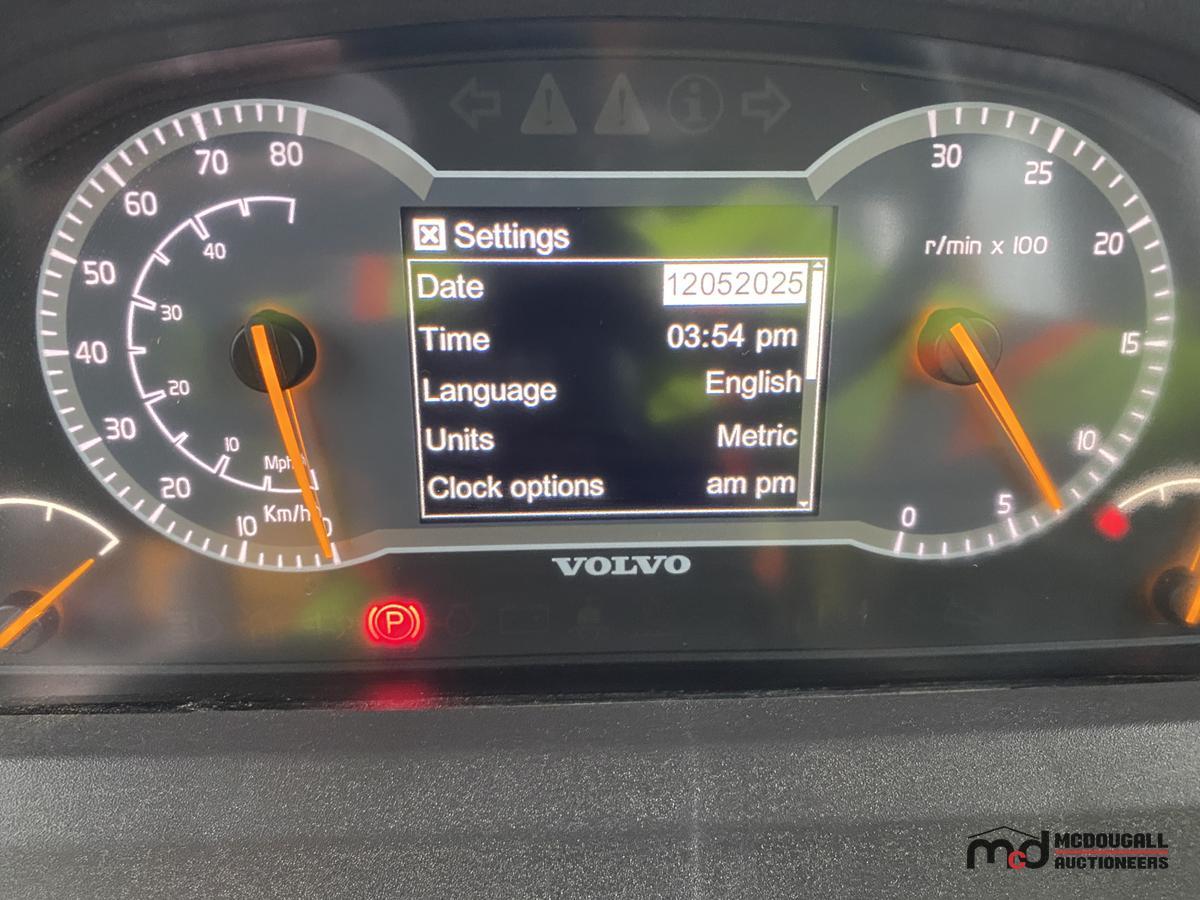 Settings
Date 12052025
Time 03:54 pm
Language English
Units Metric
Clock options am pm
80
70
60
50
40
30
20
10
0
Km/h
40
30
20
10
Mph
30
25
20
15
10
5
0
r/min x 100
VOLVO
P
mcd MCDOUGALL
AUCTIONEERS